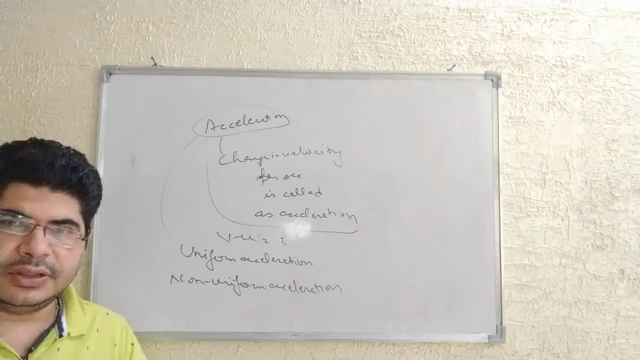 Acceleration
Change in velocity
per sec
is called
as acceleration
v-u =
Uniform acceleration
Non-uniform acceleration